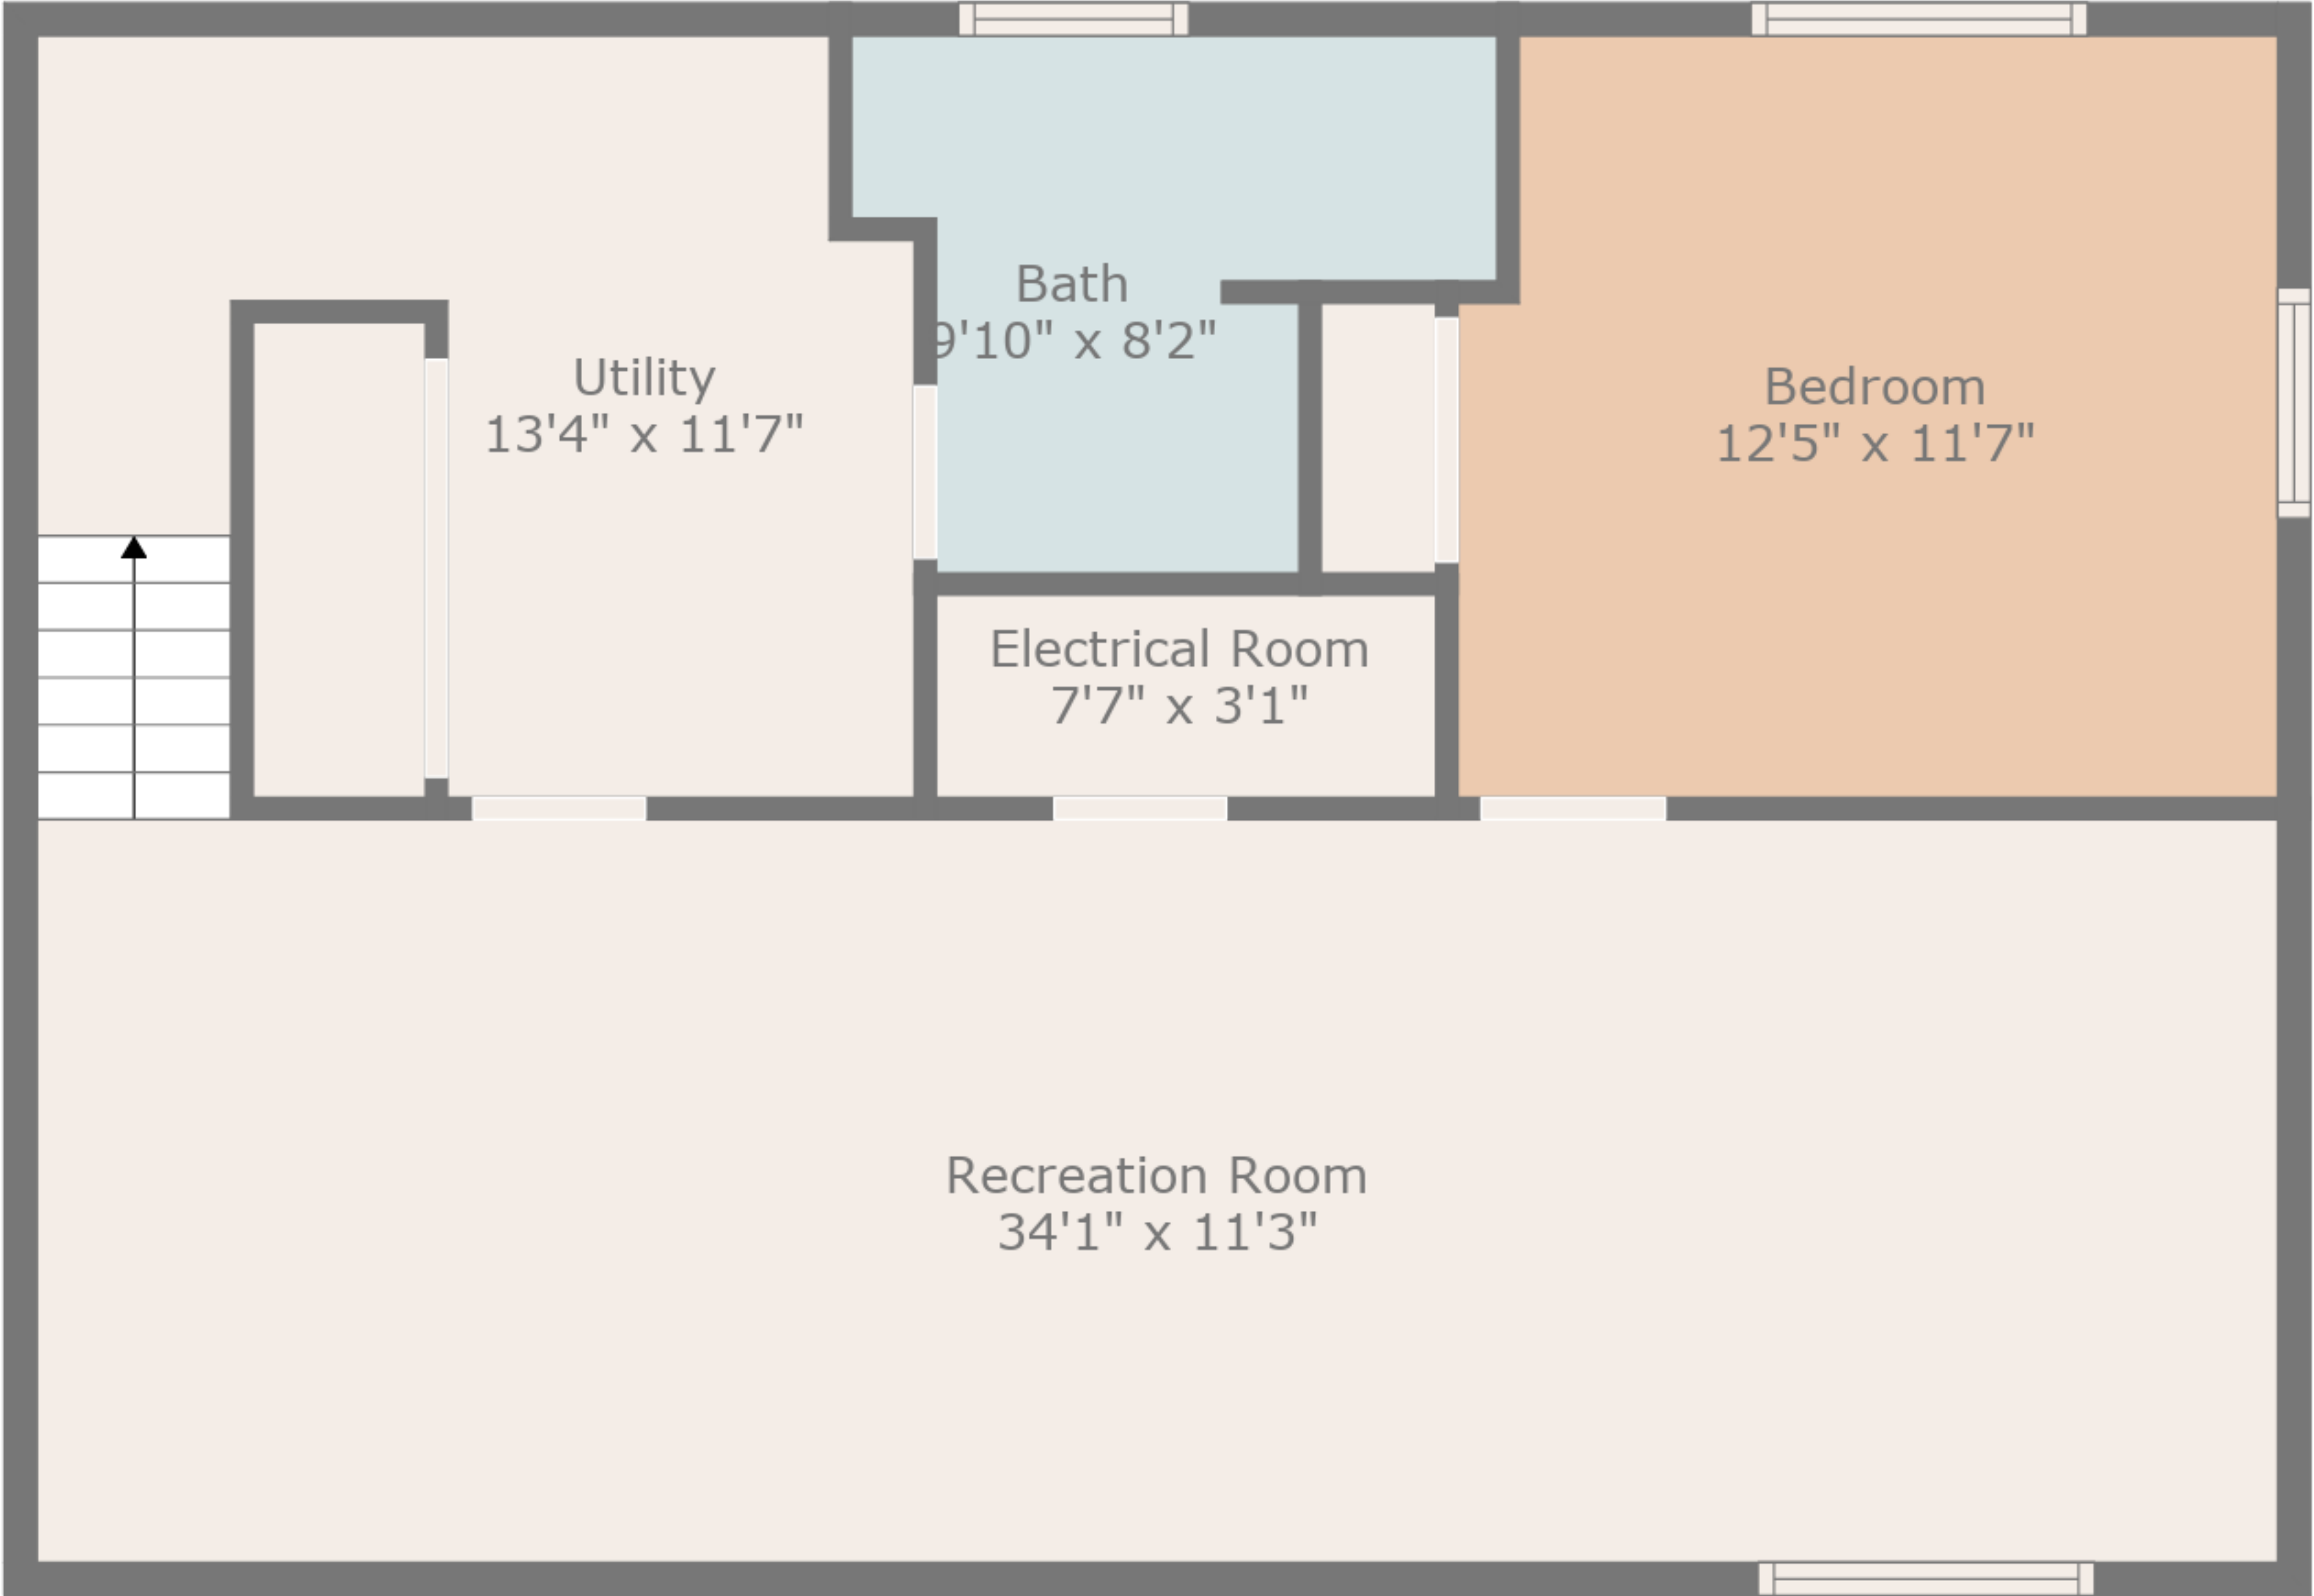 Bath
9'10" x 8'2"
Utility
13'4" x 11'7"
Bedroom
12'5" x 11'7"
Electrical Room
7'7" x 3'1"
Recreation Room
34'1" x 11'3"